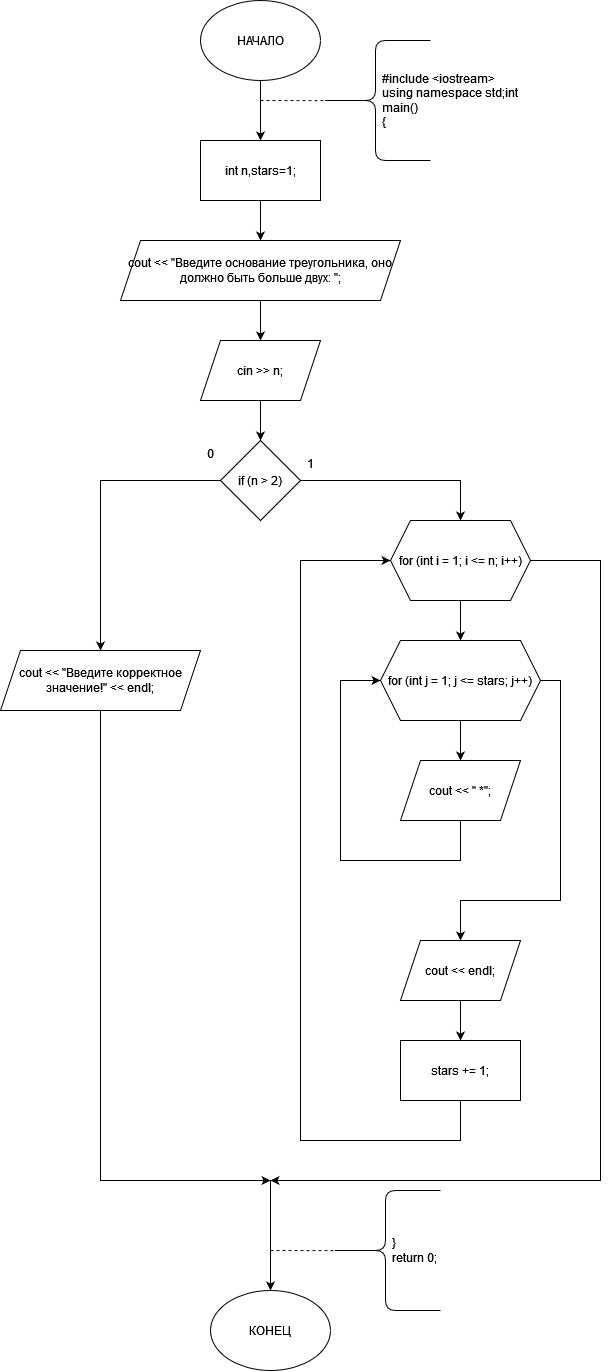 НАЧАЛО
#include <iostream>
using namespace std;int
main()
{
int n,stars=1;
cout << "Введите основание треугольника, оно
должно быть больше двух: ";
cin >> n;
0
1
if (n > 2)
for (int i = 1; i <= n; i++)
cout << "Введите корректное
значение!" << endl;
for (int j = 1; j <= stars; j++)
cout << " *";
cout << endl;
stars += 1;
}
return 0;
КОНЕЦ